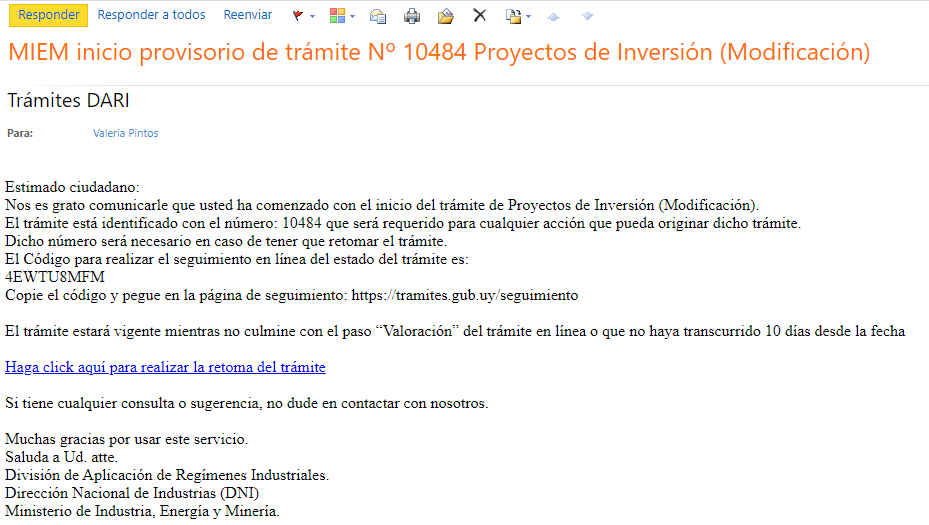 Responder Responder a todos Reenviar
MIEM inicio provisorio de trámite Nº 10484 Proyectos de Inversión (Modificación)
Trámites DARI
Para: Valeria Pintos
Estimado ciudadano:
Nos es grato comunicarle que usted ha comenzado con el inicio del trámite de Proyectos de Inversión (Modificación).
El trámite está identificado con el número: 10484 que será requerido para cualquier acción que pueda originar dicho trámite.
Dicho número será necesario en caso de tener que retomar el trámite.
El Código para realizar el seguimiento en línea del estado del trámite es:
4EWTU8MFM
Copie el código y pegue en la página de seguimiento: https://tramites.gub.uy/seguimiento
El trámite estará vigente mientras no culmine con el paso “Valoración” del trámite en línea o que no haya transcurrido 10 días desde la fecha
Haga click aquí para realizar la retoma del trámite
Si tiene cualquier consulta o sugerencia, no dude en contactar con nosotros.
Muchas gracias por usar este servicio.
Saluda a Ud. atte.
División de Aplicación de Regímenes Industriales.
Dirección Nacional de Industrias (DNI)
Ministerio de Industria, Energía y Minería.